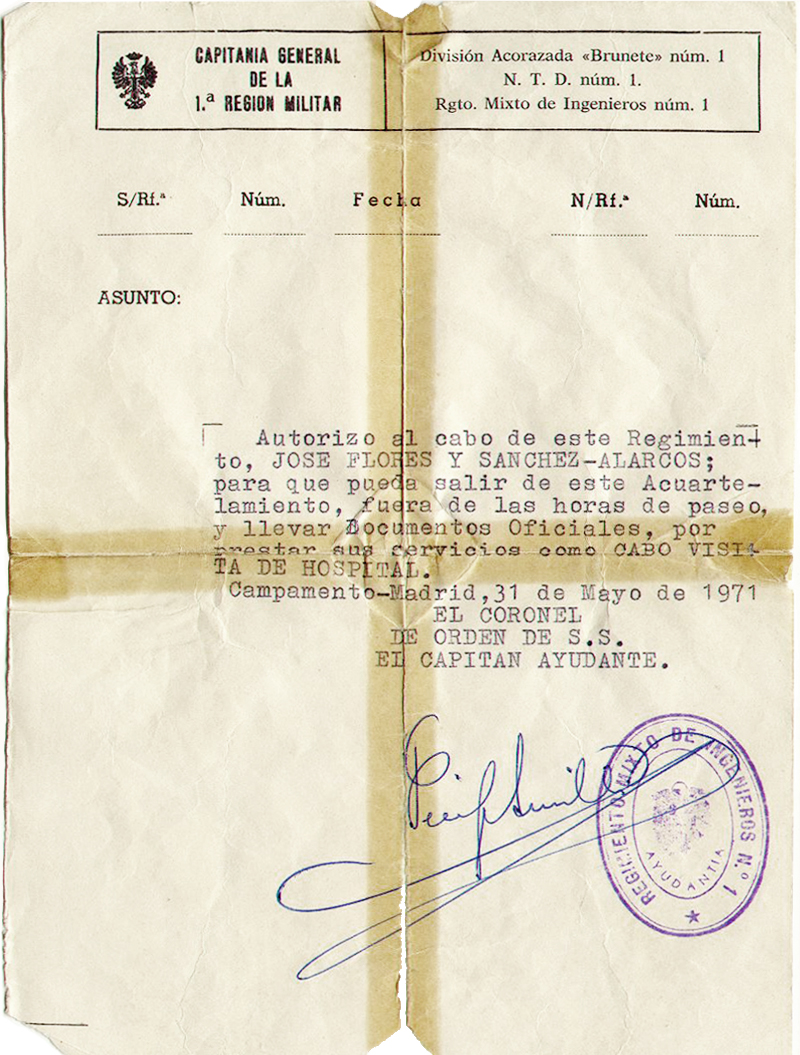 CAPITANIA GENERAL
DE LA
1.ª REGION MILITAR
División Acorazada «Brunete» núm. 1
N. T. D. núm. 1.
Rgto. Mixto de Ingenieros núm. 1
S/Rf.ª Núm. Fecha N/Rf.ª Núm.
ASUNTO:
Autorizo al cabo de este Regimien-
to, JOSE FLORES Y SANCHEZ-ALARCOS;
para que pueda salir de este Acuarte-
lamiento, fuera de las horas de paseo,
y llevar Documentos Oficiales, por
prestar sus servicios como CABO VISI-
TA DE HOSPITAL.
Campamento-Madrid,31 de Mayo de 1971
EL CORONEL
DE ORDEN DE S.S.
EL CAPITAN AYUDANTE.
REGIMIENTO MIXTO DE INGENIEROS N.º 1
AYUDANTIA